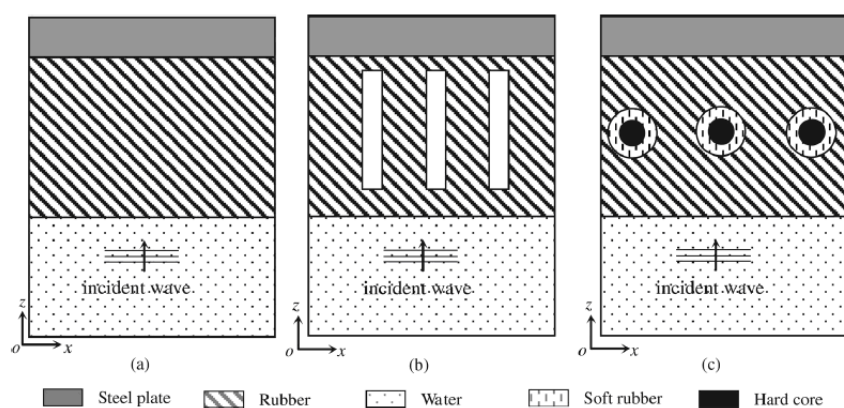 incident wave
incident wave
incident wave
z
o
x
z
o
x
z
o
x
(a)
(b)
(c)
Steel plate
Rubber
Water
Soft rubber
Hard core